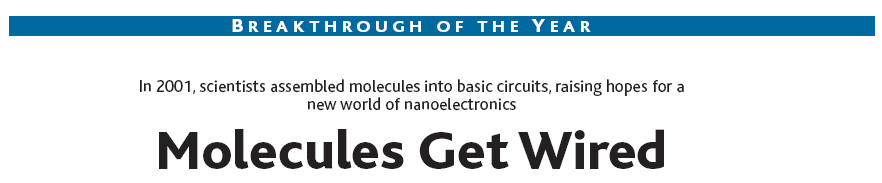 BREAKTHROUGH OF THE YEAR
In 2001, scientists assembled molecules into basic circuits, raising hopes for a
new world of nanoelectronics
Molecules Get Wired